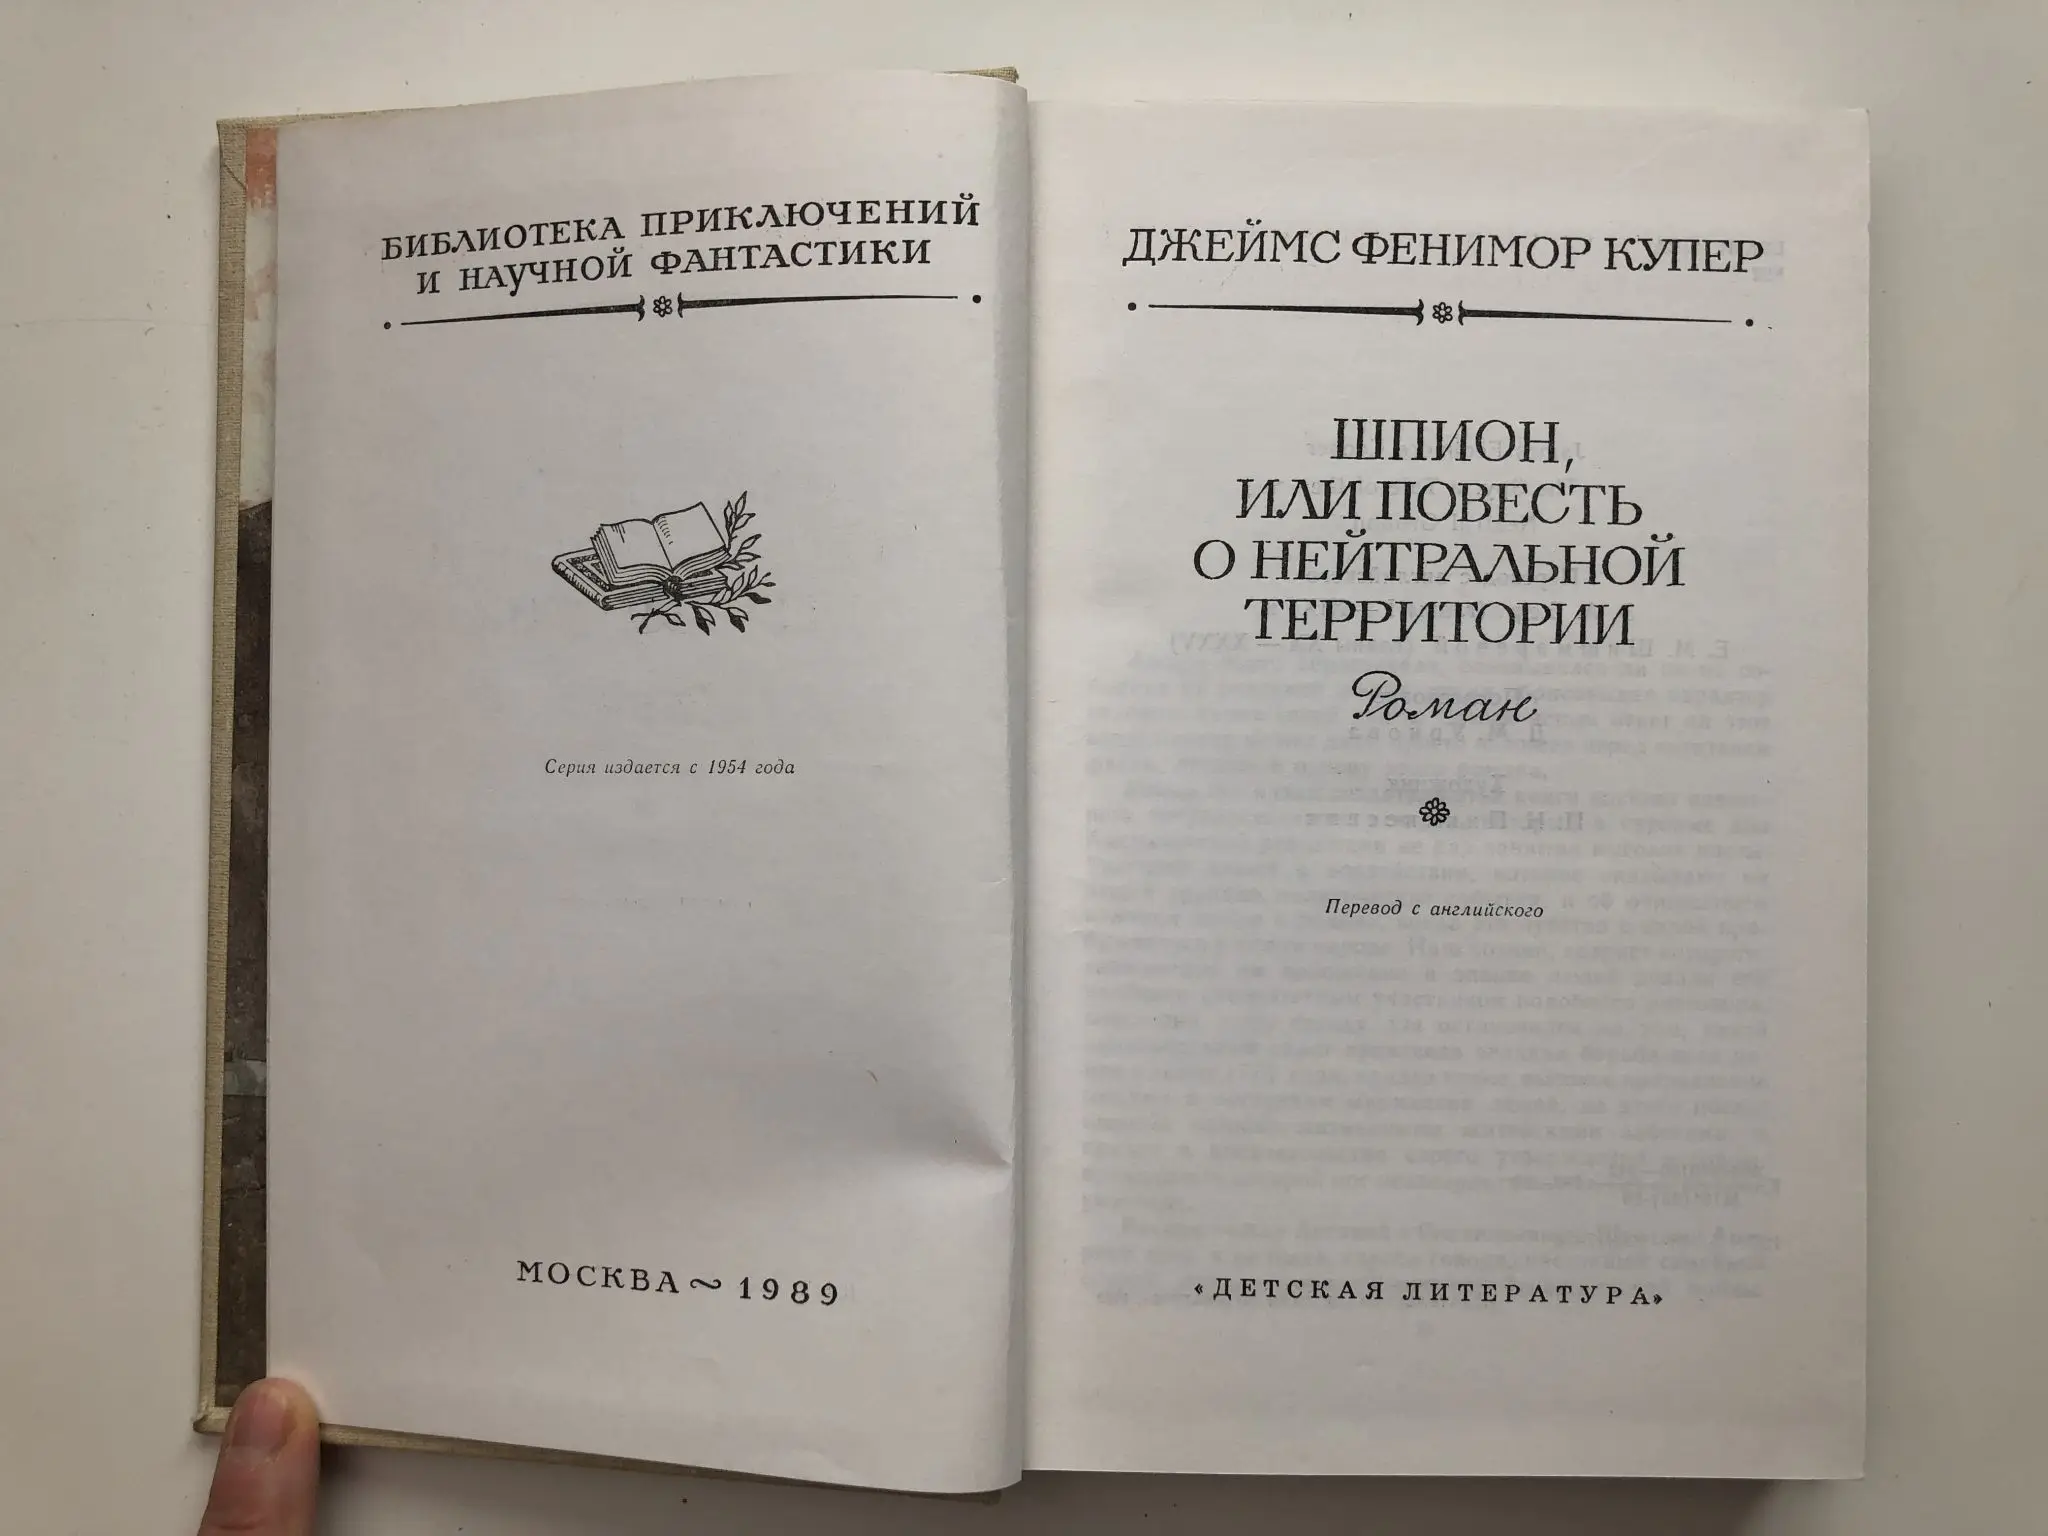 БИБЛИОТЕКА ПРИКЛЮЧЕНИЙ
И НАУЧНОЙ ФАНТАСТИКИ
Серия издается с 1954 года
МОСКВА ~ 1989
ДЖЕЙМС ФЕНИМОР КУПЕР
ШПИОН,
ИЛИ ПОВЕСТЬ
О НЕЙТРАЛЬНОЙ
ТЕРРИТОРИИ
Роман
Перевод с английского
«ДЕТСКАЯ ЛИТЕРАТУРА»